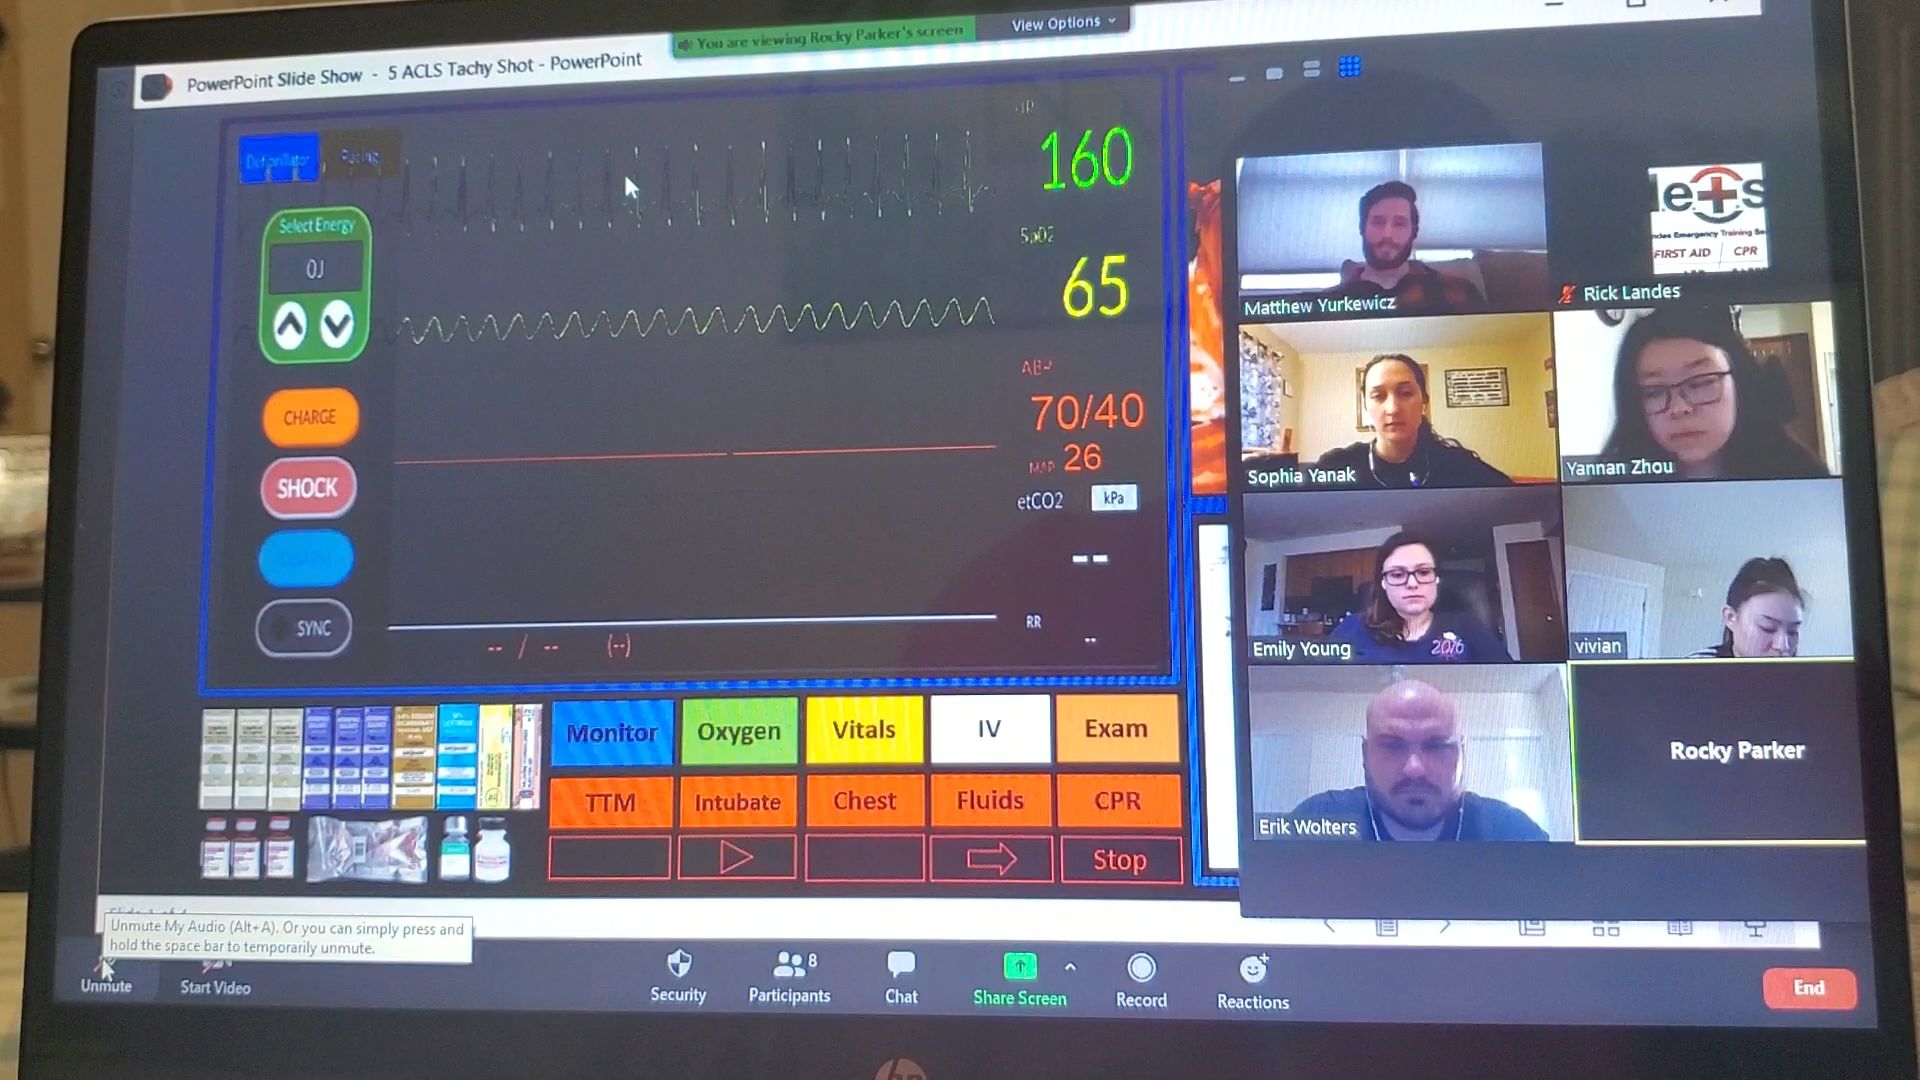 You are viewing Rocky Parker's screen
View Options
PowerPoint Slide Show - 5 ACLS Tachy Shot - PowerPoint
Defibrillator
Pacing
HR
160
Select Energy
0J
SpO2
65
CHARGE
ABP
70/40
MAP 26
SHOCK
etCO2
kPa
--
DISARM
SYNC
-- / -- (--)
RR
--
Monitor
Oxygen
Vitals
IV
Exam
TTM
Intubate
Chest
Fluids
CPR
Stop
Matthew Yurkewicz
Rick Landes
FIRST AID
CPR
Sophia Yanak
Yannan Zhou
Emily Young
2016
vivian
Erik Wolters
Rocky Parker
Unmute My Audio (Alt+A). Or you can simply press and
hold the space bar to temporarily unmute.
Unmute
Start Video
Security
Participants
8
Chat
Share Screen
Record
Reactions
End
hp